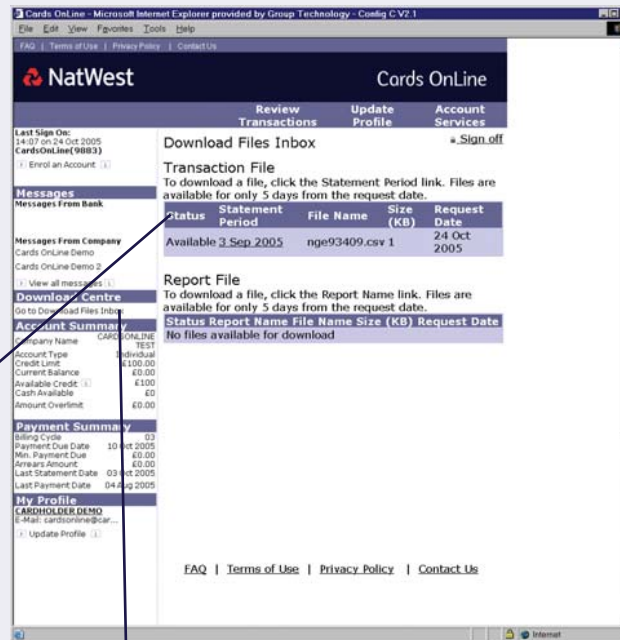 Cards OnLine - Microsoft Internet Explorer provided by Group Technology - Config C V2.1
File Edit View Favorites Tools Help
FAQ | Terms of Use | Privacy Policy | Contact Us
NatWest
Cards OnLine
Review Transactions
Update Profile
Account Services
Last Sign On:
14:07 on 24 Oct 2005
CardsOnLine(9883)
Enrol an Account
Messages
Messages From Bank
Messages From Company
Cards OnLine Demo
Cards OnLine Demo 2
View all messages
Download Centre
Go to Download Files Inbox
Account Summary
Company Name CARDSONLINE TEST
Account Type Individual
Credit Limit £100.00
Current Balance £0.00
Available Credit £100
Cash Available £0
Amount Overlimit £0.00
Payment Summary
Billing Cycle 03
Payment Due Date 10 Oct 2005
Min. Payment Due £0.00
Arrears Amount £0.00
Last Statement Date 03 Oct 2005
Last Payment Date 04 Aug 2005
My Profile
CARDHOLDER DEMO
E-Mail: cardsonline@car...
Update Profile
Download Files Inbox
Sign off
Transaction File
To download a file, click the Statement Period link. Files are
available for only 5 days from the request date.
Status Statement Period File Name Size (KB) Request Date
Available 3 Sep 2005 nge93409.csv 1 24 Oct 2005
Report File
To download a file, click the Report Name link. Files are
available for only 5 days from the request date.
Status Report Name File Name Size (KB) Request Date
No files available for download
FAQ | Terms of Use | Privacy Policy | Contact Us
Internet